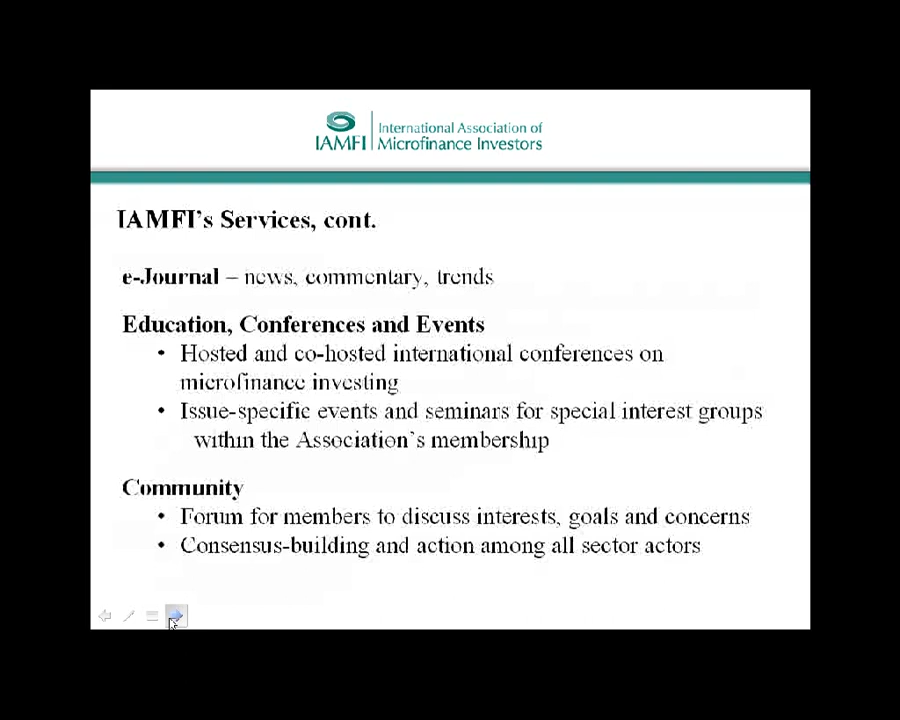 IAMFI
International Association of
Microfinance Investors
IAMFI's Services, cont.
e-Journal – news, commentary, trends
Education, Conferences and Events
• Hosted and co-hosted international conferences on
microfinance investing
• Issue-specific events and seminars for special interest groups
within the Association's membership
Community
• Forum for members to discuss interests, goals and concerns
• Consensus-building and action among all sector actors